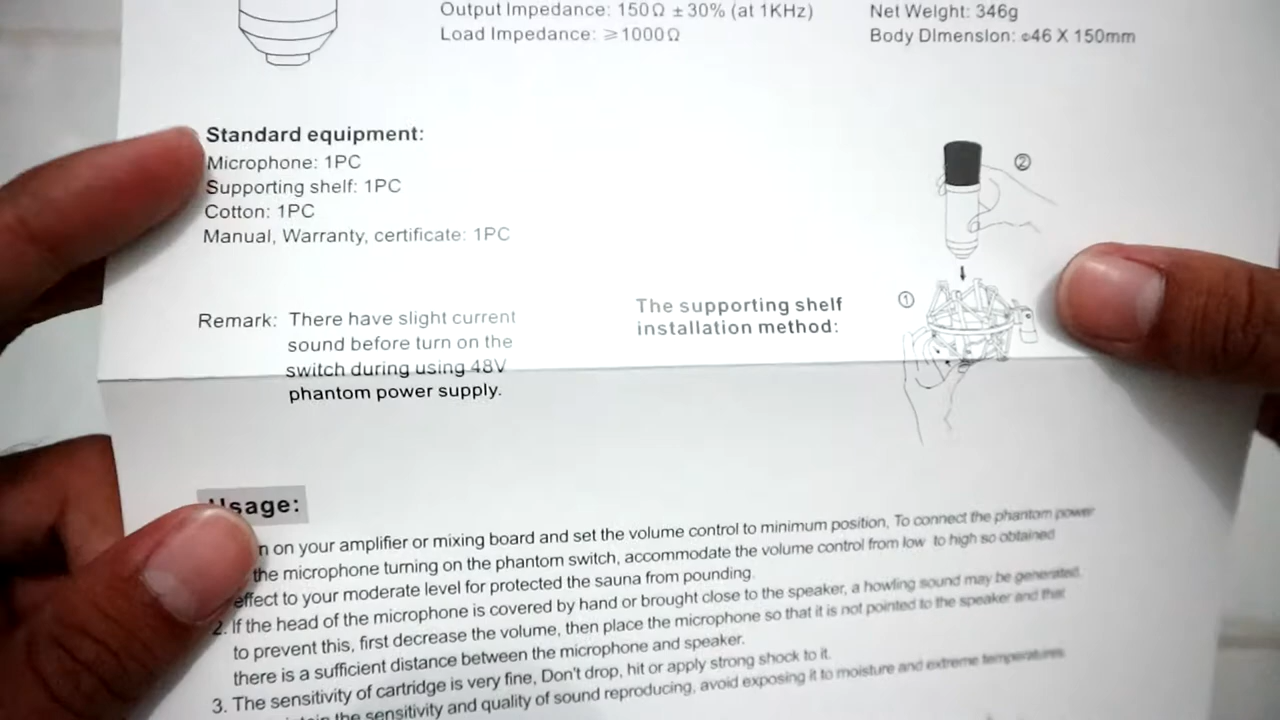 Output Impedance: 150Ω ±30% (at 1KHz)
Load Impedance: ≥1000Ω
Net Weight: 346g
Body Dimension: ⌀46 X 150mm
Standard equipment:
Microphone: 1PC
Supporting shelf: 1PC
Cotton: 1PC
Manual, Warranty, certificate: 1PC
Remark: There have slight current
sound before turn on the
switch during using 48V
phantom power supply.
The supporting shelf
installation method:
②
①
Usage:
n on your amplifier or mixing board and set the volume control to minimum position, To connect the phantom power
the microphone turning on the phantom switch, accommodate the volume control from low to high so obtained
effect to your moderate level for protected the sauna from pounding.
2. If the head of the microphone is covered by hand or brought close to the speaker, a howling sound may be generated,
to prevent this, first decrease the volume, then place the microphone so that it is not pointed to the speaker and that
there is a sufficient distance between the microphone and speaker.
3. The sensitivity of cartridge is very fine, Don't drop, hit or apply strong shock to it.
the sensitivity and quality of sound reproducing, avoid exposing it to moisture and extreme temperatures